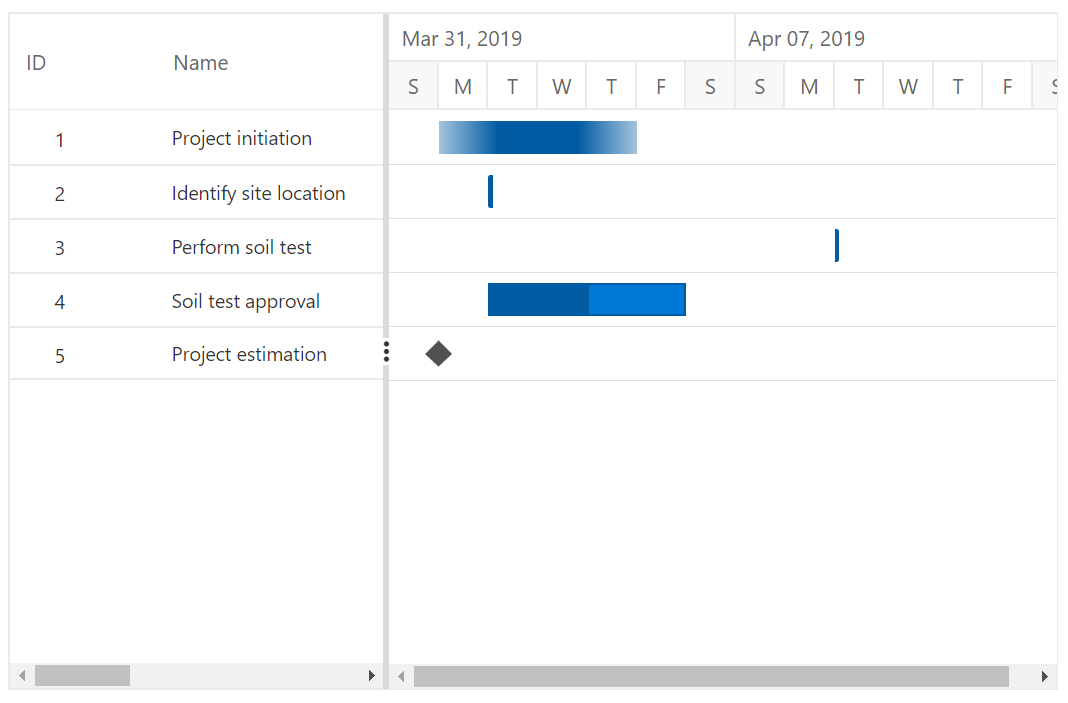 ID Name Mar 31, 2019 Apr 07, 2019
S M T W T F S S M T W T F S
1 Project initiation
2 Identify site location
3 Perform soil test
4 Soil test approval
5 Project estimation